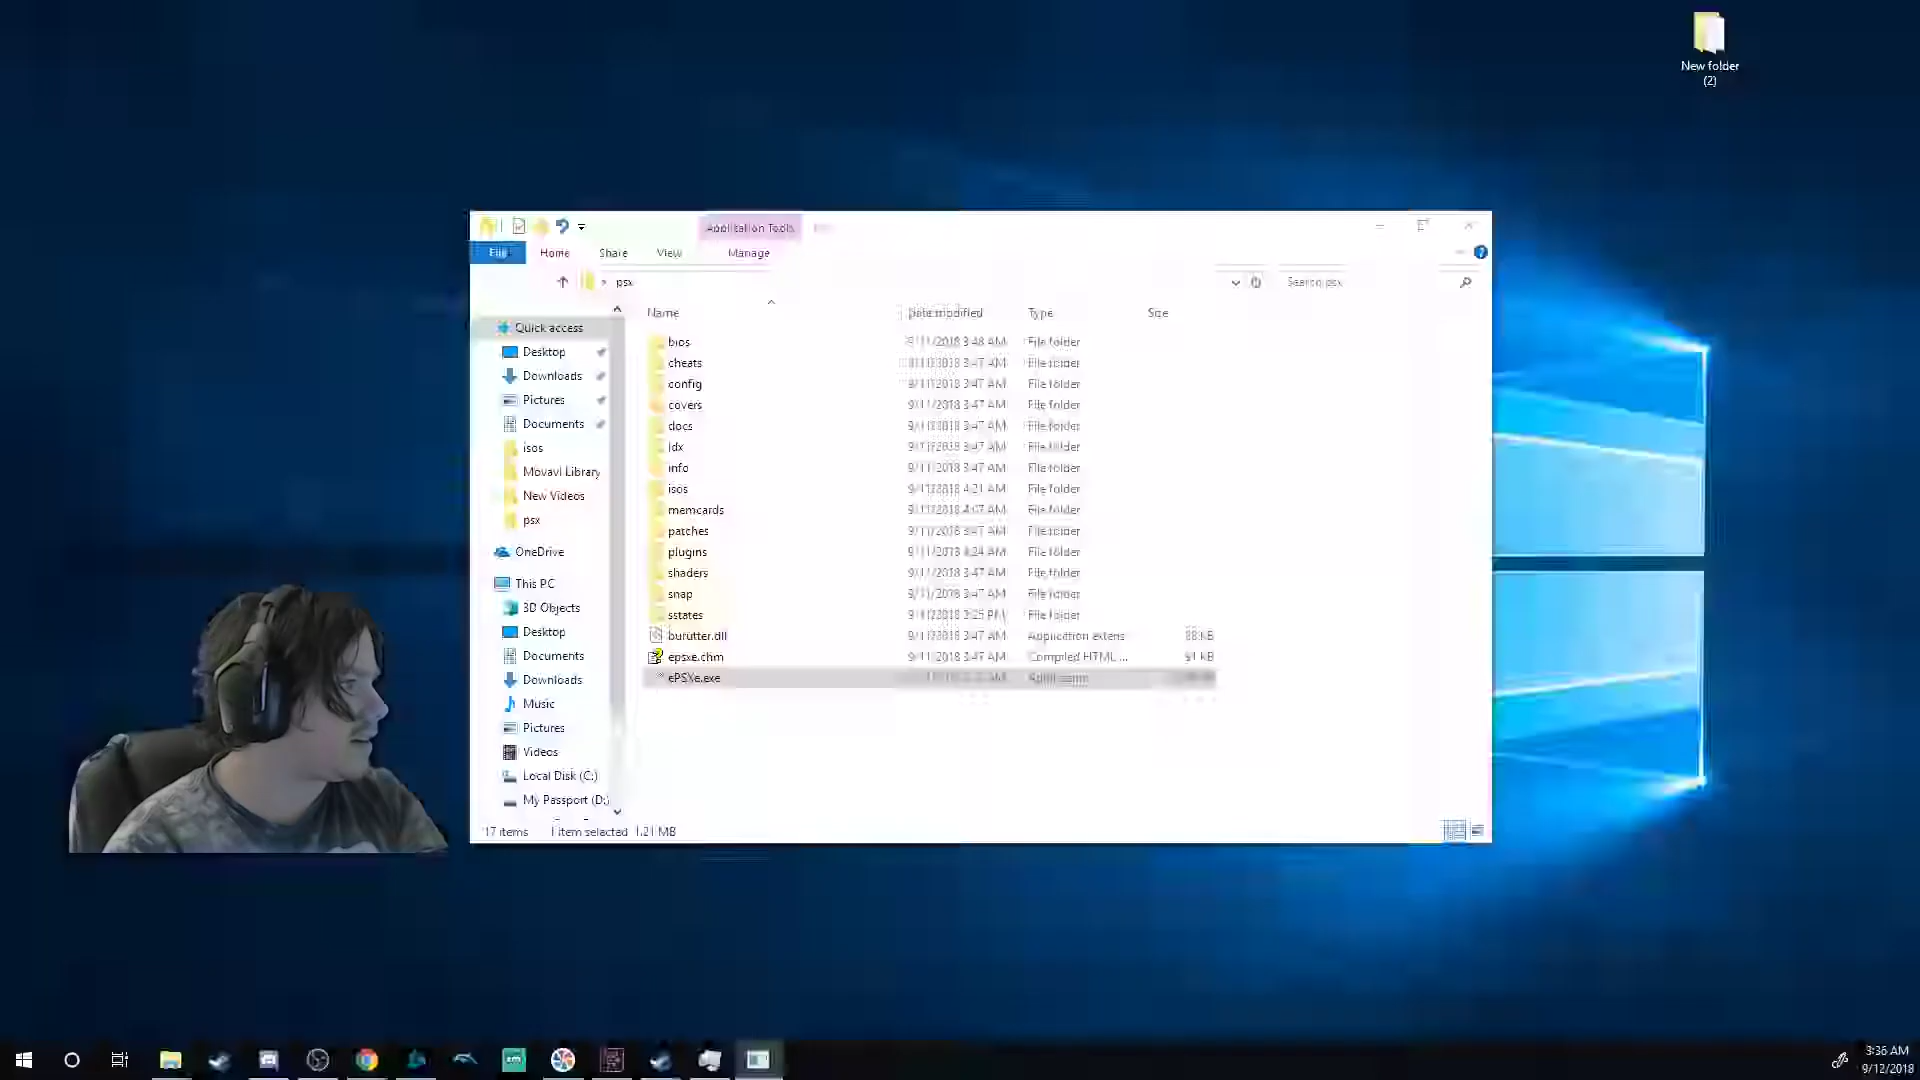 New folder
(2)
Application Tools
File
Home
Share
View
Manage
psx
Search psx
Name
Date modified
Type
Size
Quick access
Desktop
Downloads
Pictures
Documents
isos
Movavi Library
New Videos
psx
OneDrive
This PC
3D Objects
Desktop
Documents
Downloads
Music
Pictures
Videos
Local Disk (C:)
My Passport (D:)
bios 9/11/2018 3:48 AM File folder
cheats 9/11/2018 3:47 AM File folder
config 9/11/2018 3:47 AM File folder
covers 9/11/2018 3:47 AM File folder
docs 9/11/2018 3:47 AM File folder
idx 9/11/2018 3:47 AM File folder
info 9/11/2018 3:47 AM File folder
isos 9/11/2018 4:21 AM File folder
memcards 9/11/2018 4:07 AM File folder
patches 9/11/2018 3:47 AM File folder
plugins 9/11/2018 4:24 AM File folder
shaders 9/11/2018 3:47 AM File folder
snap 9/11/2018 3:47 AM File folder
sstates 9/11/2018 3:25 PM File folder
burutter.dll 9/11/2018 3:47 AM Application extens 88 KB
epsxe.chm 9/11/2018 3:47 AM Compiled HTML ... 91 KB
ePSXe.exe Application
17 items 1 item selected 1.21 MB
3:36 AM
9/12/2018